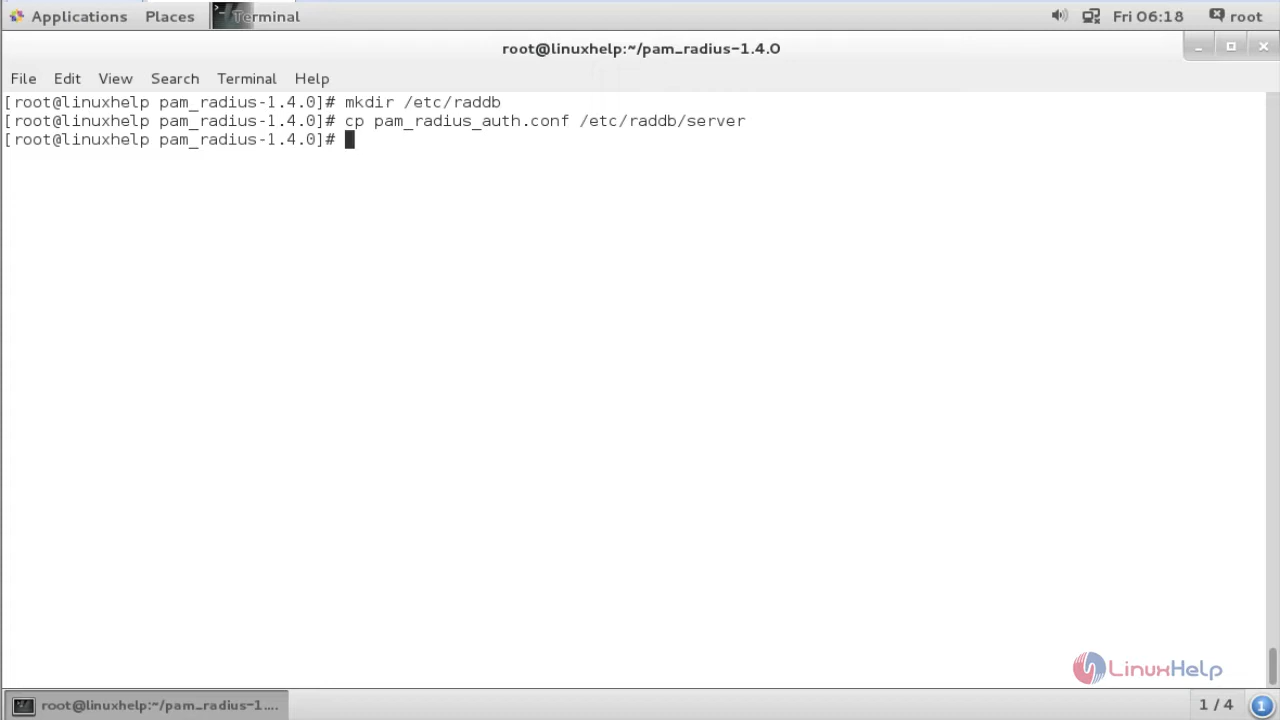 Applications Places Terminal Fri 06:18 root
root@linuxhelp:~/pam_radius-1.4.0
File Edit View Search Terminal Help
[root@linuxhelp pam_radius-1.4.0]# mkdir /etc/raddb
[root@linuxhelp pam_radius-1.4.0]# cp pam_radius_auth.conf /etc/raddb/server
[root@linuxhelp pam_radius-1.4.0]#
LinuxHelp
root@linuxhelp:~/pam_radius-1.... 1 / 4 1